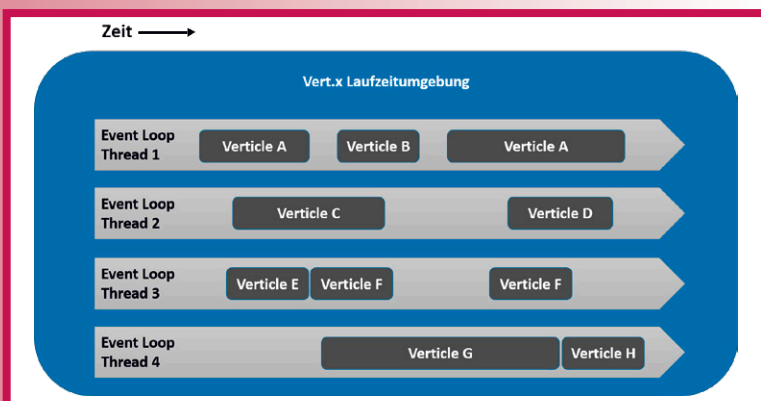 Zeit
Vert.x Laufzeitumgebung
Event Loop
Thread 1
Verticle A
Verticle B
Verticle A
Event Loop
Thread 2
Verticle C
Verticle D
Event Loop
Thread 3
Verticle E
Verticle F
Verticle F
Event Loop
Thread 4
Verticle G
Verticle H